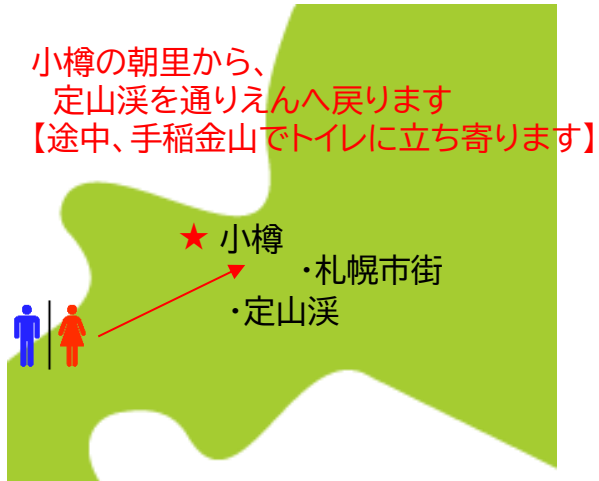 小樽の朝里から、
定山渓を通りえんへ戻ります
【途中、手稲金山でトイレに立ち寄ります】
★ 小樽
・札幌市街
・定山渓